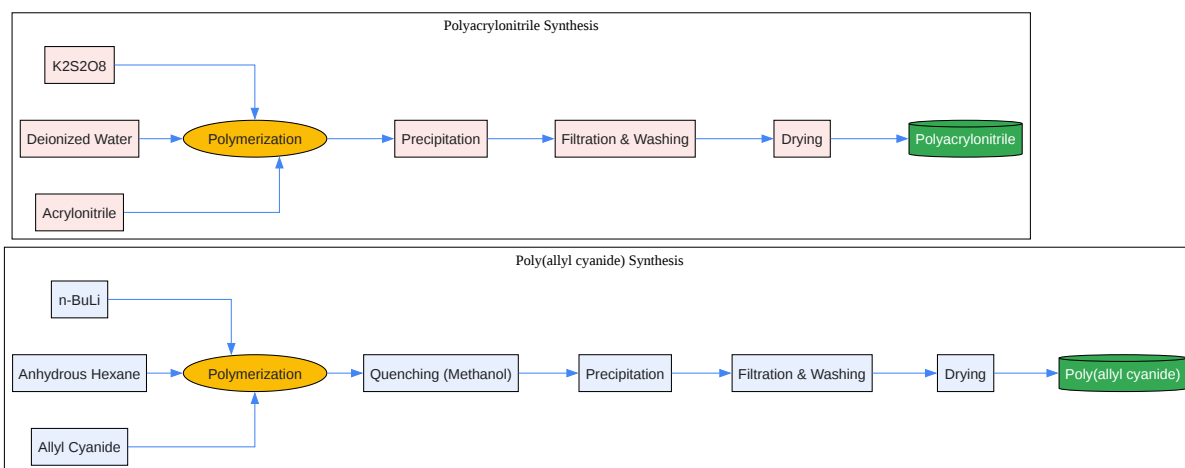 Polyacrylonitrile Synthesis
K2S2O8
Deionized Water
Polymerization
Precipitation
Filtration & Washing
Drying
Polyacrylonitrile
Acrylonitrile
Poly(allyl cyanide) Synthesis
n-BuLi
Anhydrous Hexane
Polymerization
Quenching (Methanol)
Precipitation
Filtration & Washing
Drying
Poly(allyl cyanide)
Allyl Cyanide